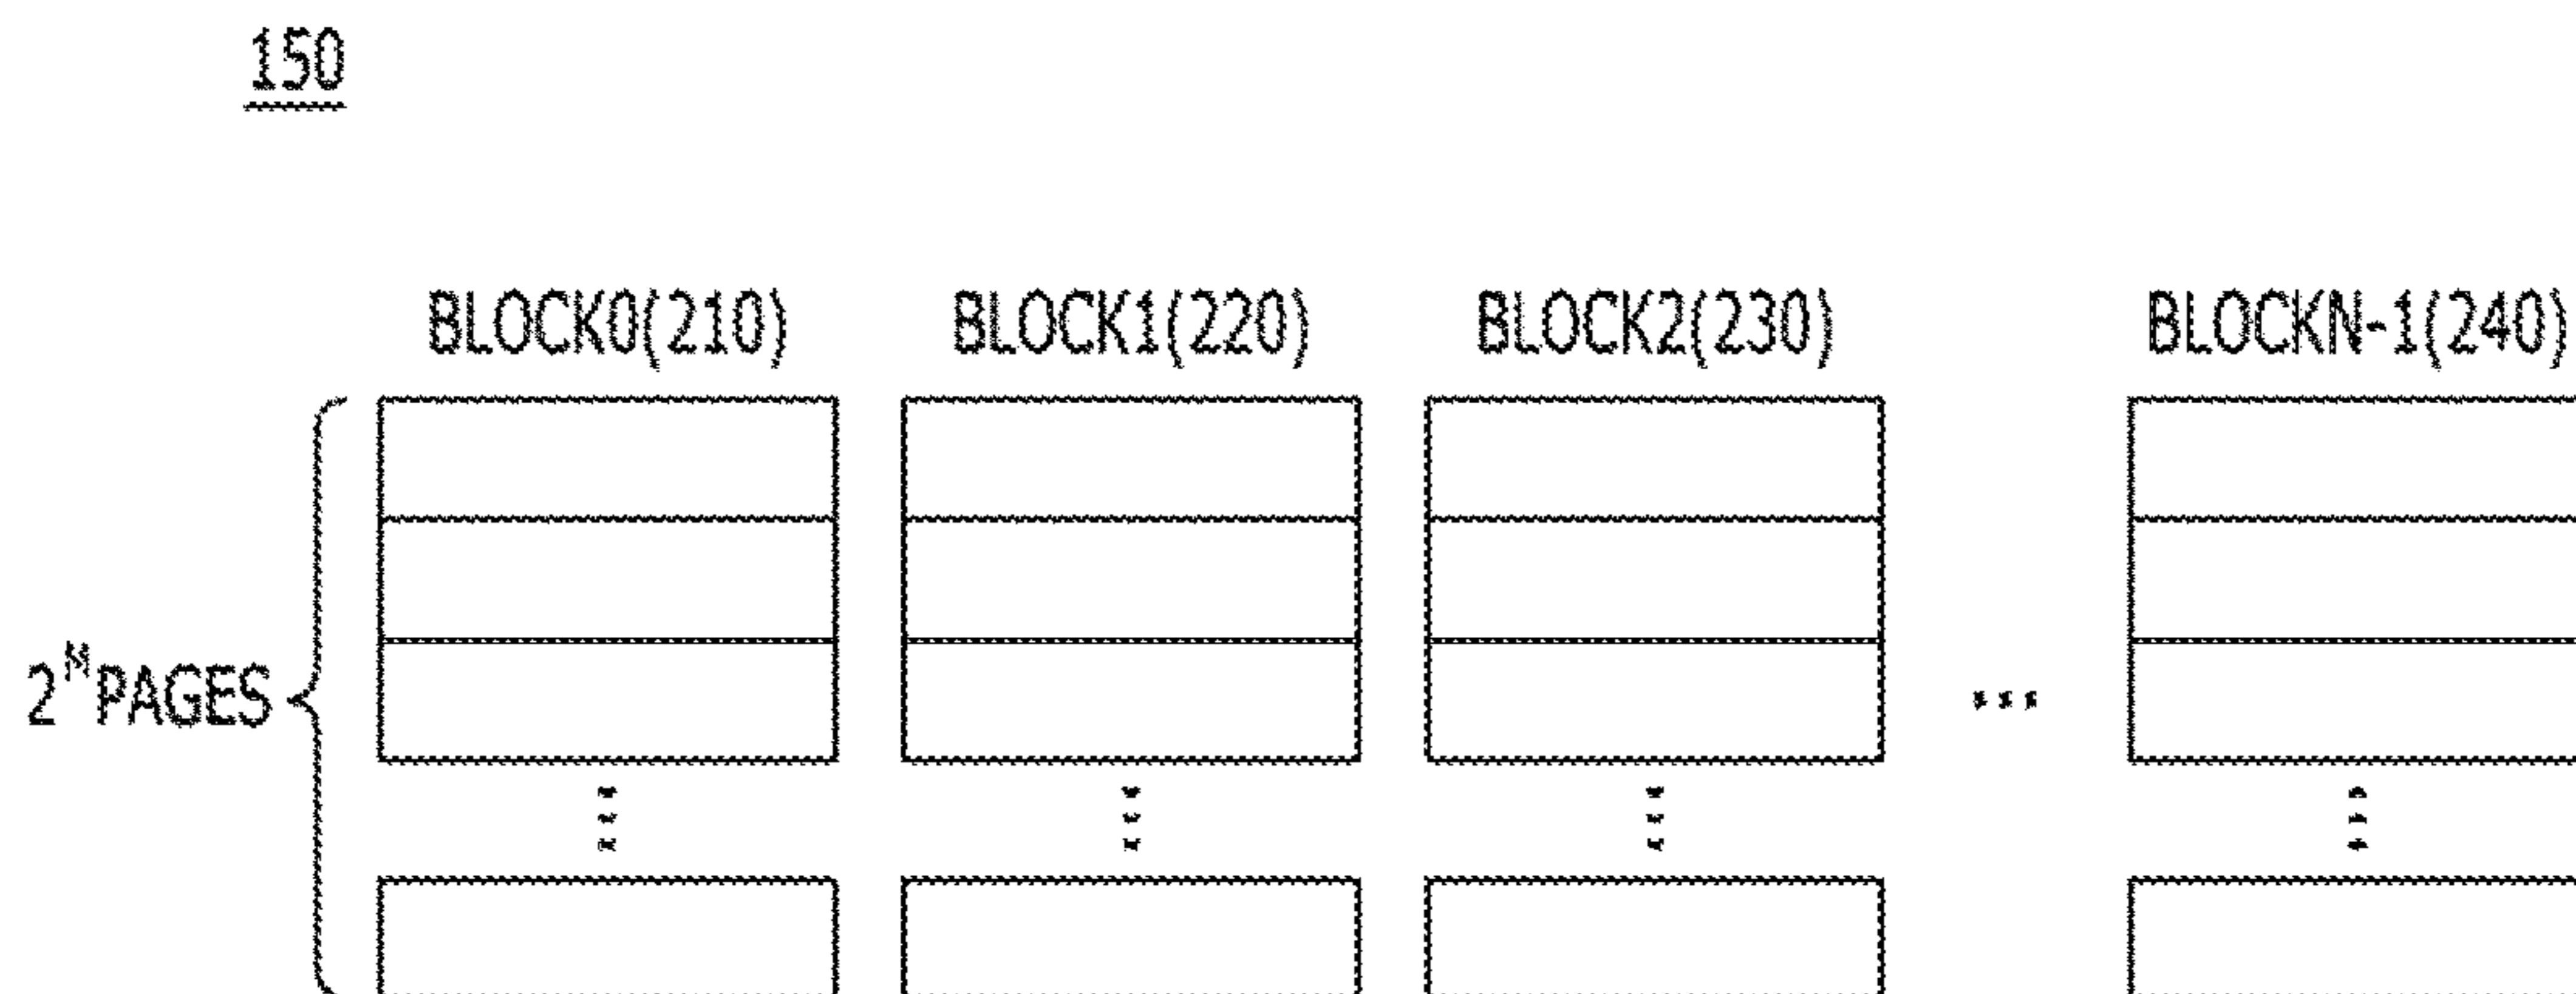 150
BLOCK0(210) BLOCK1(220) BLOCK2(230) BLOCKN-1(240)
2^M PAGES
...